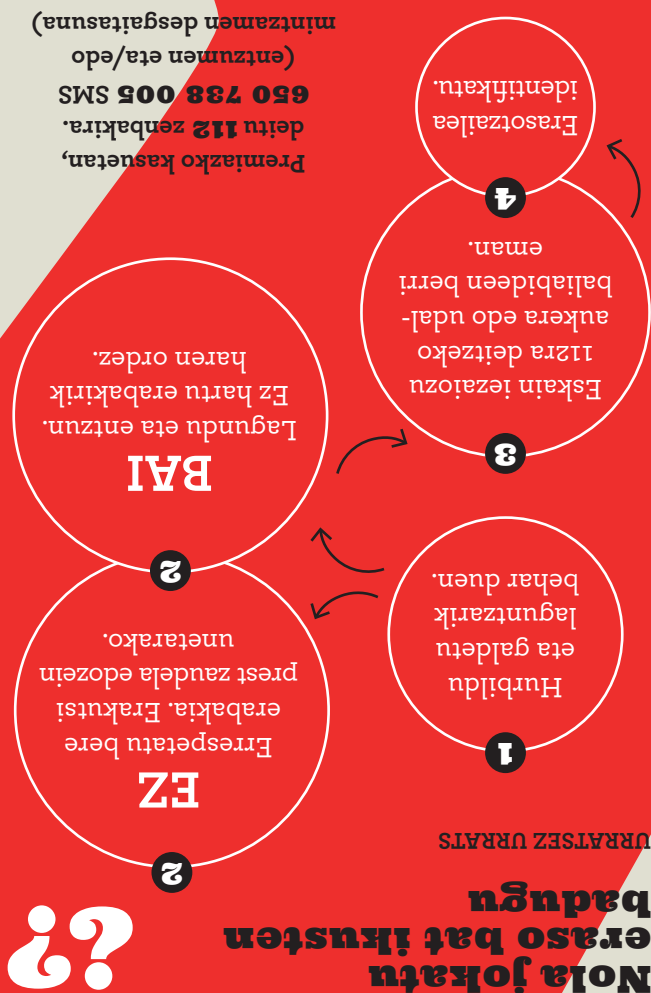 Nola jokatu
eraso bat ikusten
badugu
¿?
URRATSEZ URRATS
1
Hurbildu
eta galdetu
laguntzarik
behar duen.
2
EZ
Errespetatu bere
erabakia. Erakutsi
prest zaudela edozein
unetarako.
2
BAI
Lagundu eta entzun.
Ez hartu erabakirik
haren ordez.
3
Eskain iezaiozu
112ra deitzeko
aukera edo udal-
baliabideen berri
eman.
4
Erasotzailea
identifikatu.
Premiazko kasuetan,
deitu 112 zenbakira.
650 738 005 SMS
(entzumen eta/edo
mintzamen desgaitasuna)